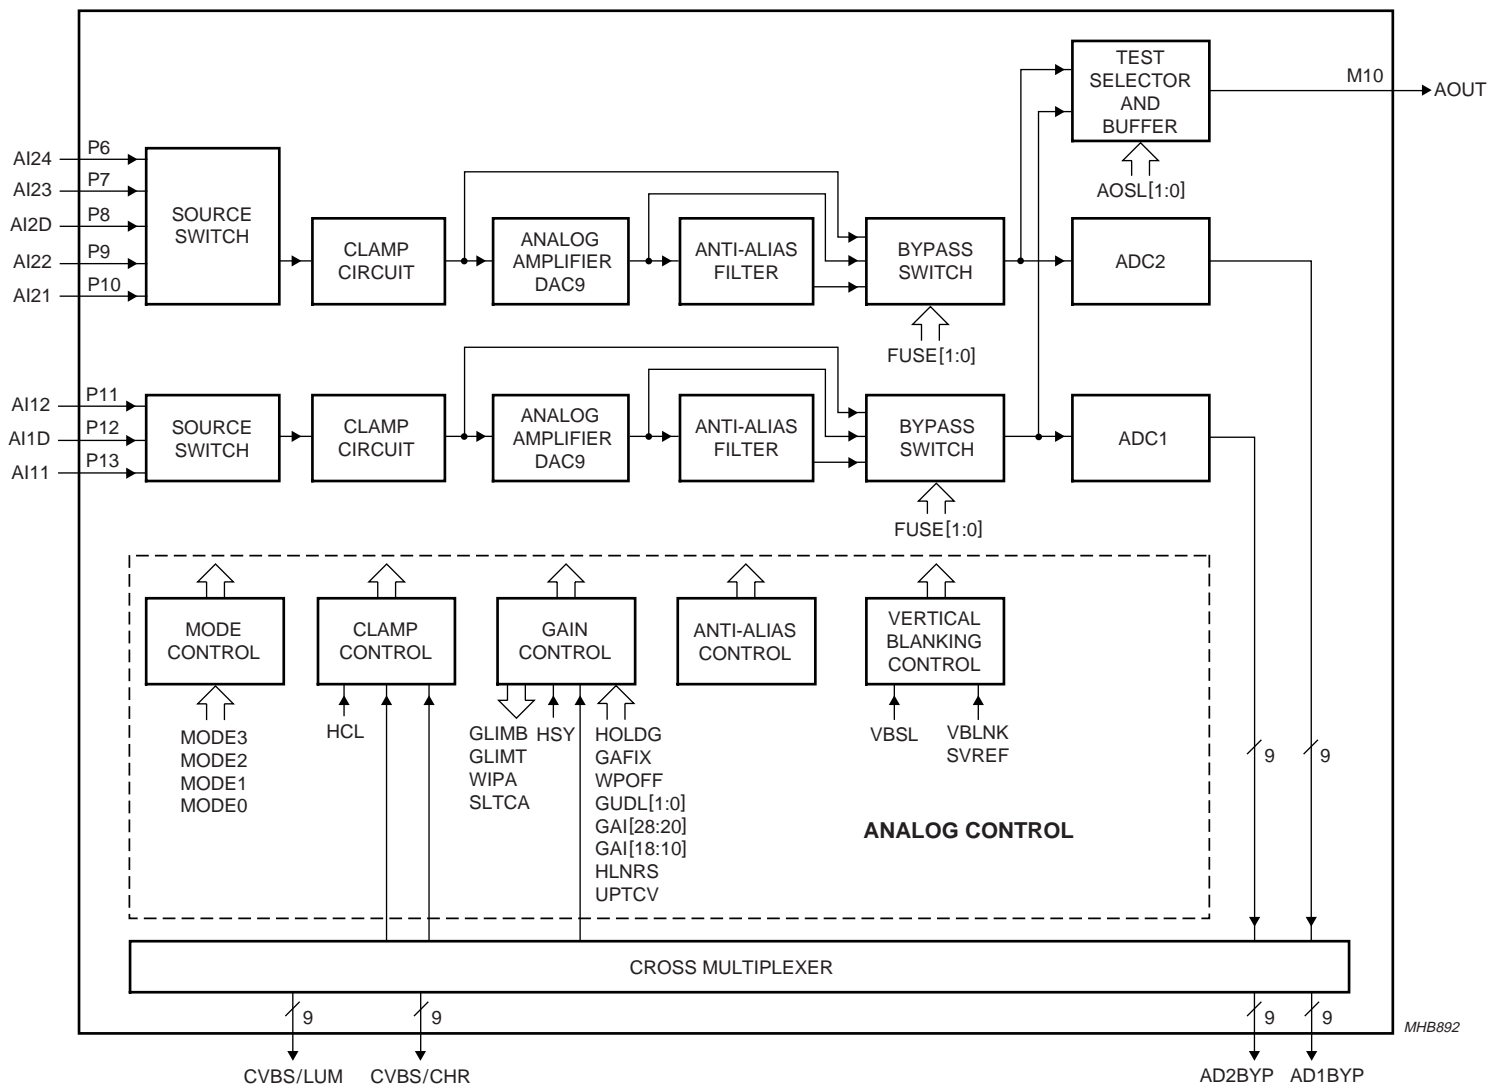 TEST
SELECTOR
AND
BUFFER
M10
AOUT
AOSL[1:0]
AI24
P6
AI23
P7
AI2D
P8
AI22
P9
AI21
P10
SOURCE
SWITCH
CLAMP
CIRCUIT
ANALOG
AMPLIFIER
DAC9
ANTI-ALIAS
FILTER
BYPASS
SWITCH
ADC2
FUSE[1:0]
AI12
P11
AI1D
P12
AI11
P13
SOURCE
SWITCH
CLAMP
CIRCUIT
ANALOG
AMPLIFIER
DAC9
ANTI-ALIAS
FILTER
BYPASS
SWITCH
ADC1
FUSE[1:0]
MODE
CONTROL
CLAMP
CONTROL
GAIN
CONTROL
ANTI-ALIAS
CONTROL
VERTICAL
BLANKING
CONTROL
MODE3
MODE2
MODE1
MODE0
HCL
GLIMB
GLIMT
WIPA
SLTCA
HSY
HOLDG
GAFIX
WPOFF
GUDL[1:0]
GAI[28:20]
GAI[18:10]
HLNRS
UPTCV
VBSL
VBLNK
SVREF
9
9
ANALOG CONTROL
CROSS MULTIPLEXER
9
9
9
9
CVBS/LUM
CVBS/CHR
AD2BYP
AD1BYP
MHB892